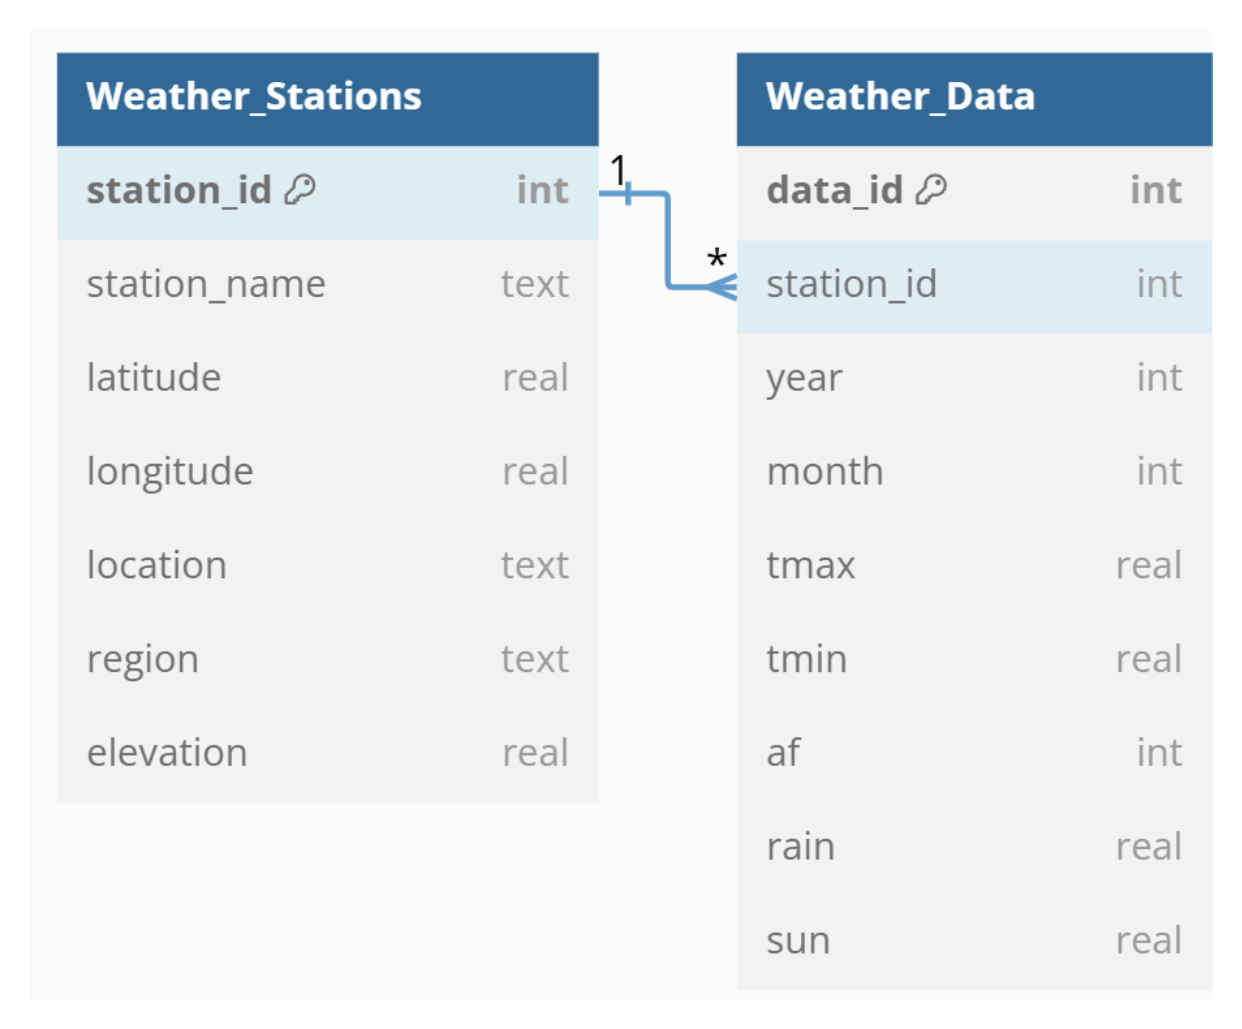 Weather_Stations
station_id int
station_name text
latitude real
longitude real
location text
region text
elevation real
1
*
Weather_Data
data_id int
station_id int
year int
month int
tmax real
tmin real
af int
rain real
sun real